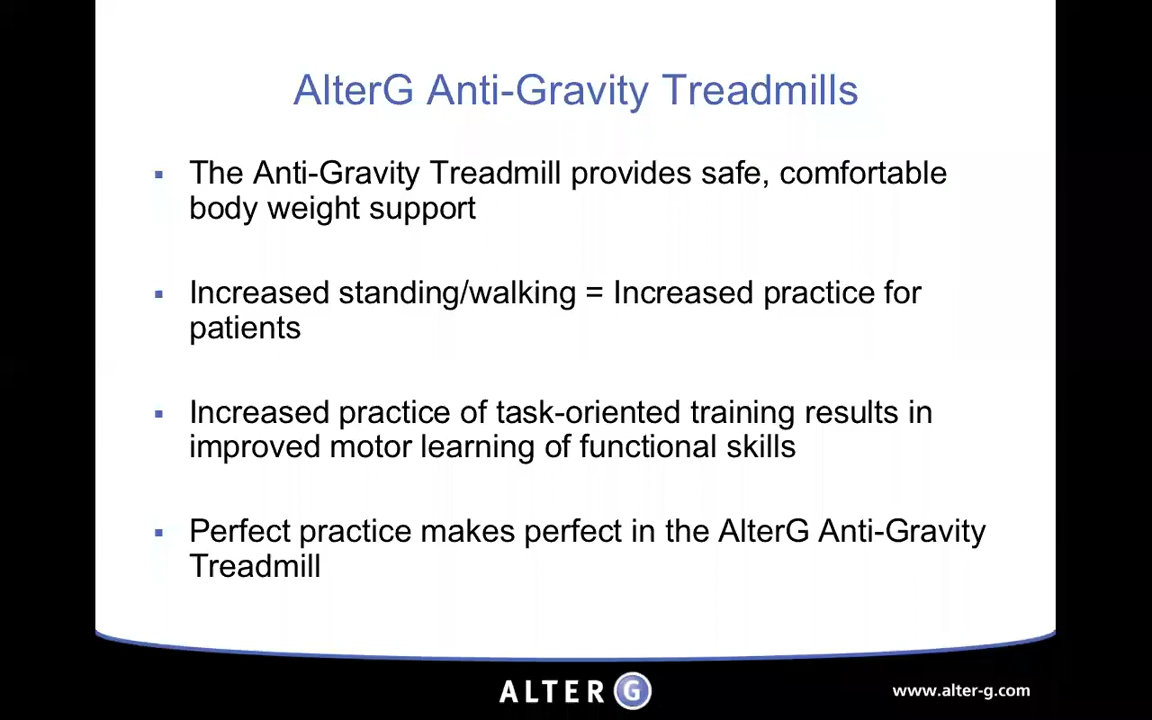 AlterG Anti-Gravity Treadmills
▪ The Anti-Gravity Treadmill provides safe, comfortable
body weight support
▪ Increased standing/walking = Increased practice for
patients
▪ Increased practice of task-oriented training results in
improved motor learning of functional skills
▪ Perfect practice makes perfect in the AlterG Anti-Gravity
Treadmill
ALTER G
www.alter-g.com